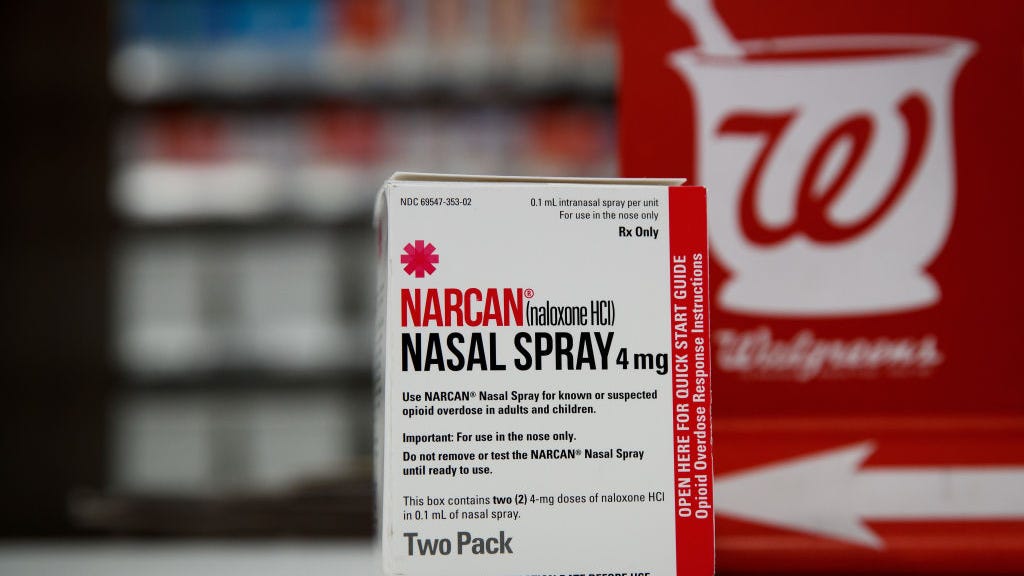 NDC 69547-353-02
0.1 mL intranasal spray per unit
For use in the nose only
Rx Only
NARCAN® (naloxone HCl)
NASAL SPRAY 4 mg
Use NARCAN® Nasal Spray for known or suspected
opioid overdose in adults and children.
Important: For use in the nose only.
Do not remove or test the NARCAN® Nasal Spray
until ready to use.
This box contains two (2) 4-mg doses of naloxone HCl
in 0.1 mL of nasal spray.
Two Pack
OPEN HERE FOR QUICK START GUIDE
Opioid Overdose Response Instructions
W
Walgreens